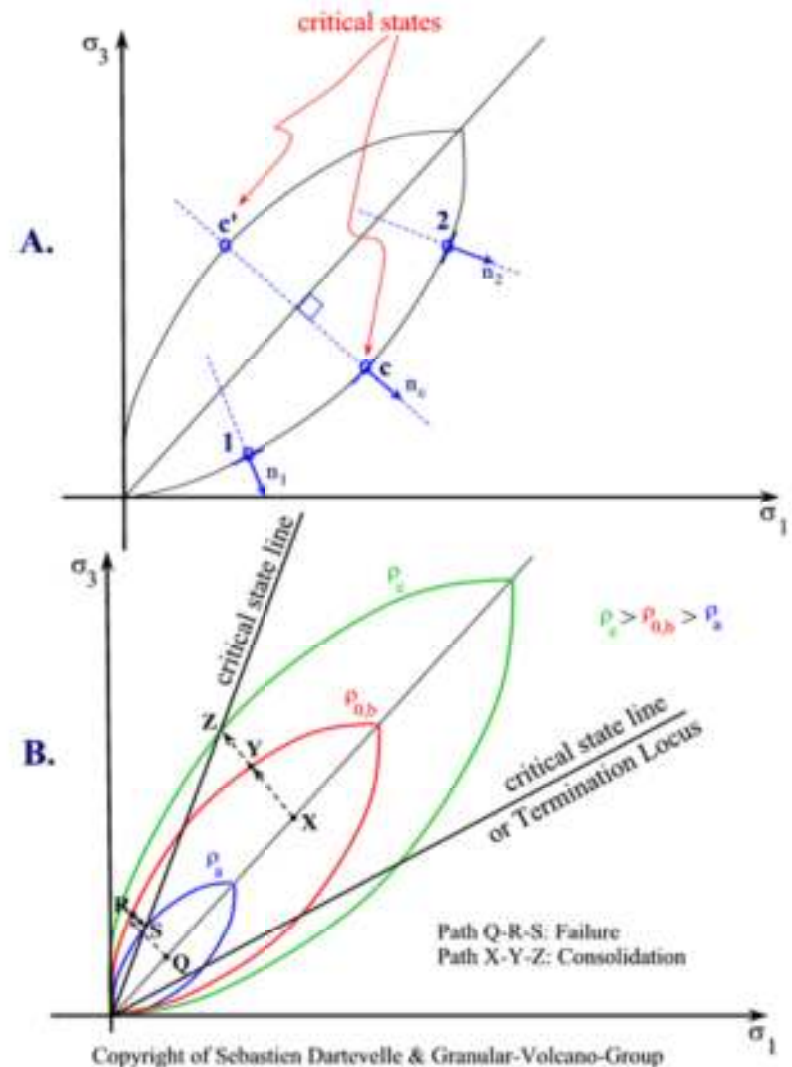 critical states
σ3
c'
2
A.
n2
c
nc
1
n1
σ1
critical state line
σ3
ρc
ρc > ρ0,b > ρa
ρ0,b
Z
Y
critical state line
or Termination Locus
B.
X
ρa
R
S
Q
Path Q-R-S: Failure
Path X-Y-Z: Consolidation
σ1
Copyright of Sebastien Dartevelle & Granular-Volcano-Group